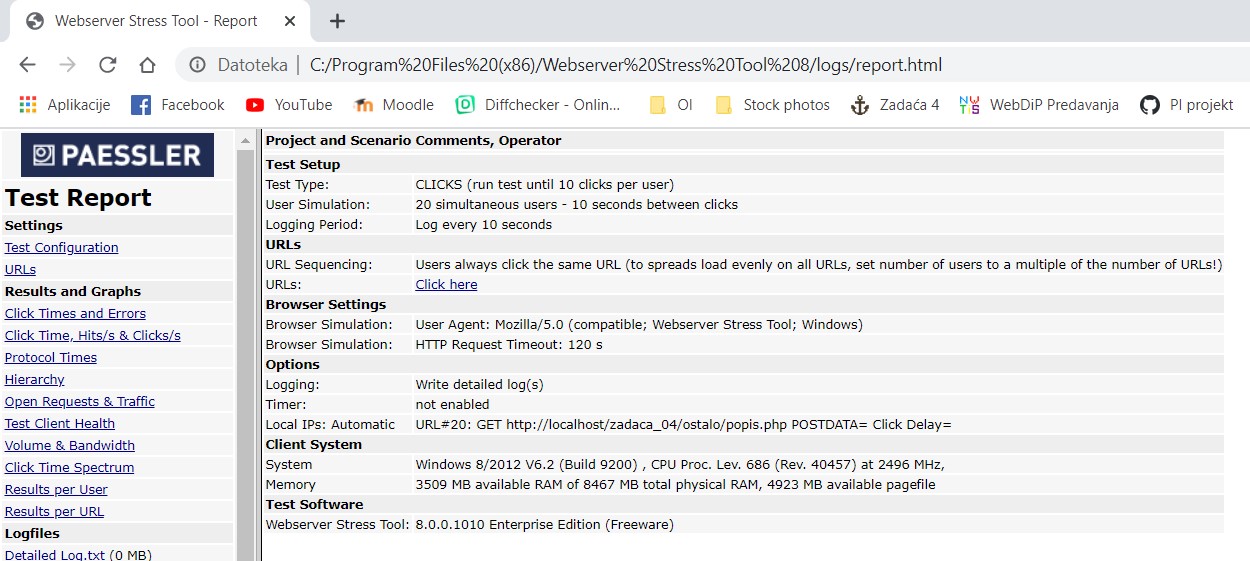 Webserver Stress Tool - Report
Datoteka | C:/Program%20Files%20(x86)/Webserver%20Stress%20Tool%208/logs/report.html
Aplikacije Facebook YouTube Moodle Diffchecker - Onlin... OI Stock photos Zadaća 4 WebDiP Predavanja PI projekt
PAESSLER
Test Report
Settings
Test Configuration
URLs
Results and Graphs
Click Times and Errors
Click Time, Hits/s & Clicks/s
Protocol Times
Hierarchy
Open Requests & Traffic
Test Client Health
Volume & Bandwidth
Click Time Spectrum
Results per User
Results per URL
Logfiles
Detailed Log.txt (0 MB)
Project and Scenario Comments, Operator
Test Setup
Test Type: CLICKS (run test until 10 clicks per user)
User Simulation: 20 simultaneous users - 10 seconds between clicks
Logging Period: Log every 10 seconds
URLs
URL Sequencing: Users always click the same URL (to spreads load evenly on all URLs, set number of users to a multiple of the number of URLs!)
URLs: Click here
Browser Settings
Browser Simulation: User Agent: Mozilla/5.0 (compatible; Webserver Stress Tool; Windows)
Browser Simulation: HTTP Request Timeout: 120 s
Options
Logging: Write detailed log(s)
Timer: not enabled
Local IPs: Automatic URL#20: GET http://localhost/zadaca_04/ostalo/popis.php POSTDATA= Click Delay=
Client System
System Windows 8/2012 V6.2 (Build 9200) , CPU Proc. Lev. 686 (Rev. 40457) at 2496 MHz,
Memory 3509 MB available RAM of 8467 MB total physical RAM, 4923 MB available pagefile
Test Software
Webserver Stress Tool: 8.0.0.1010 Enterprise Edition (Freeware)